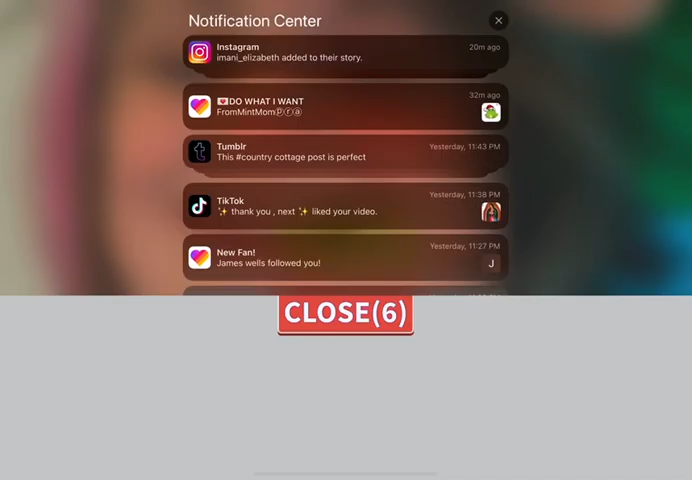 Notification Center
Instagram
20m ago
imani_elizabeth added to their story.
32m ago
💌DO WHAT I WANT
FromMintMomⓟⓡⓐ
Tumblr
Yesterday, 11:43 PM
This #country cottage post is perfect
Yesterday, 11:38 PM
TikTok
✨ thank you , next ✨ liked your video.
Yesterday, 11:27 PM
New Fan!
James wells followed you!
J
CLOSE(6)